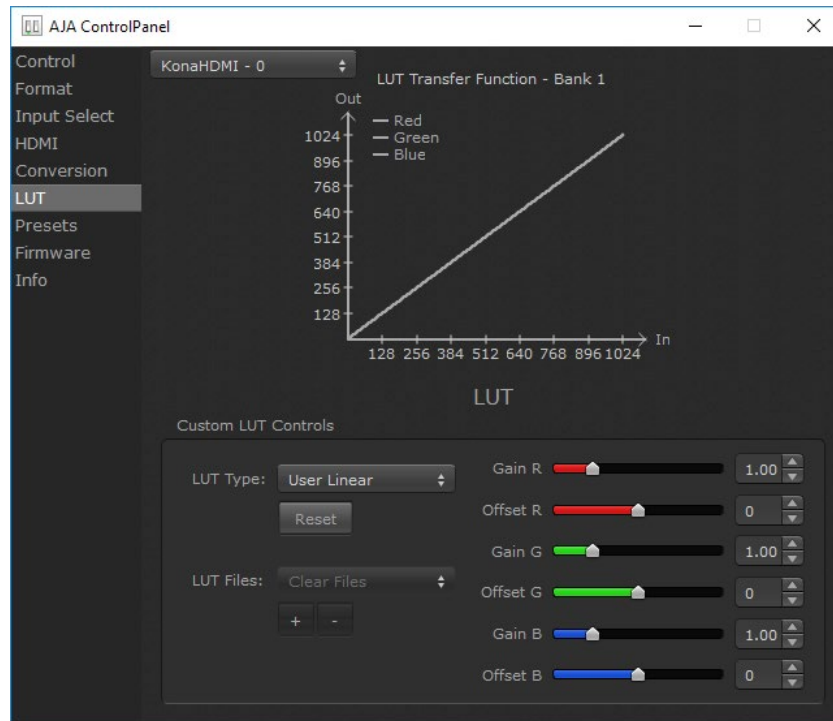 AJA ControlPanel
Control
Format
Input Select
HDMI
Conversion
LUT
Presets
Firmware
Info
KonaHDMI - 0
LUT Transfer Function - Bank 1
Out
Red
Green
Blue
1024
896
768
640
512
384
256
128
128 256 384 512 640 768 896 1024
In
LUT
Custom LUT Controls
LUT Type: User Linear
Reset
LUT Files: Clear Files
+ -
Gain R 1.00
Offset R 0
Gain G 1.00
Offset G 0
Gain B 1.00
Offset B 0